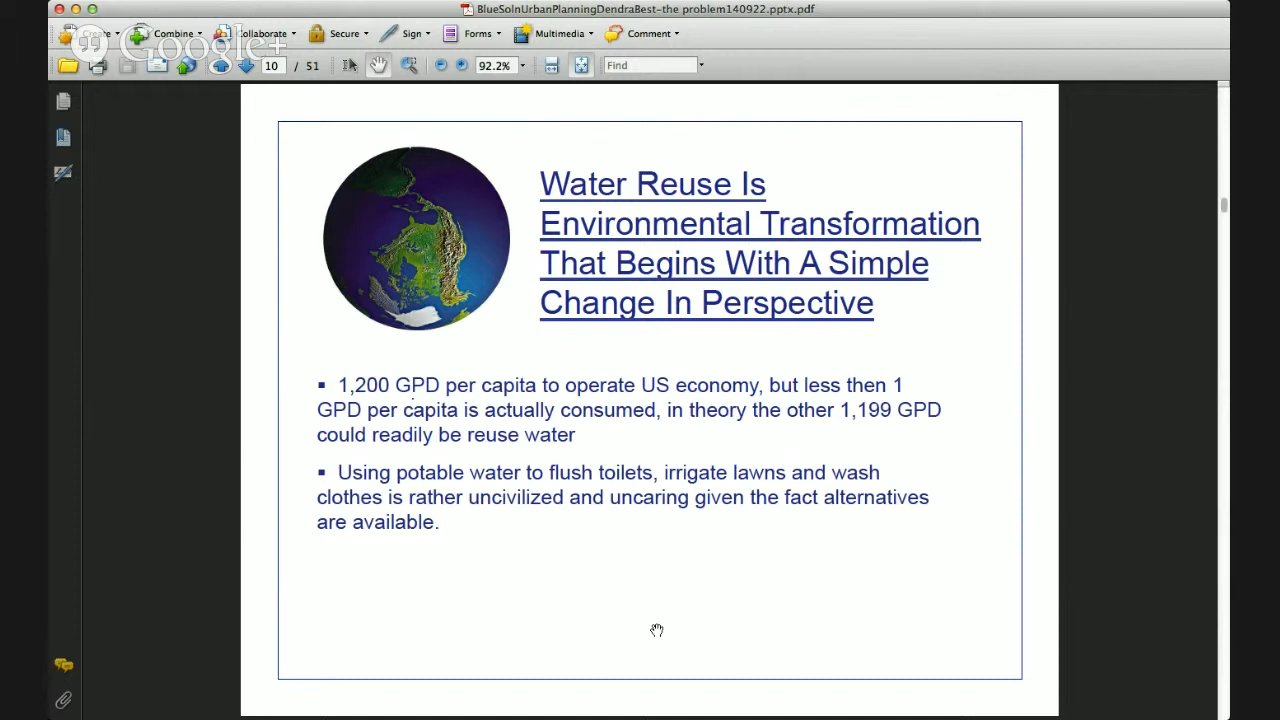 BlueSolnUrbanPlanningDendraBest-the problem140922.pptx.pdf
Create Combine Collaborate Secure Sign Forms Multimedia Comment
Google+
10 / 51 92.2% Find
Water Reuse Is
Environmental Transformation
That Begins With A Simple
Change In Perspective
▪ 1,200 GPD per capita to operate US economy, but less then 1
GPD per capita is actually consumed, in theory the other 1,199 GPD
could readily be reuse water
▪ Using potable water to flush toilets, irrigate lawns and wash
clothes is rather uncivilized and uncaring given the fact alternatives
are available.